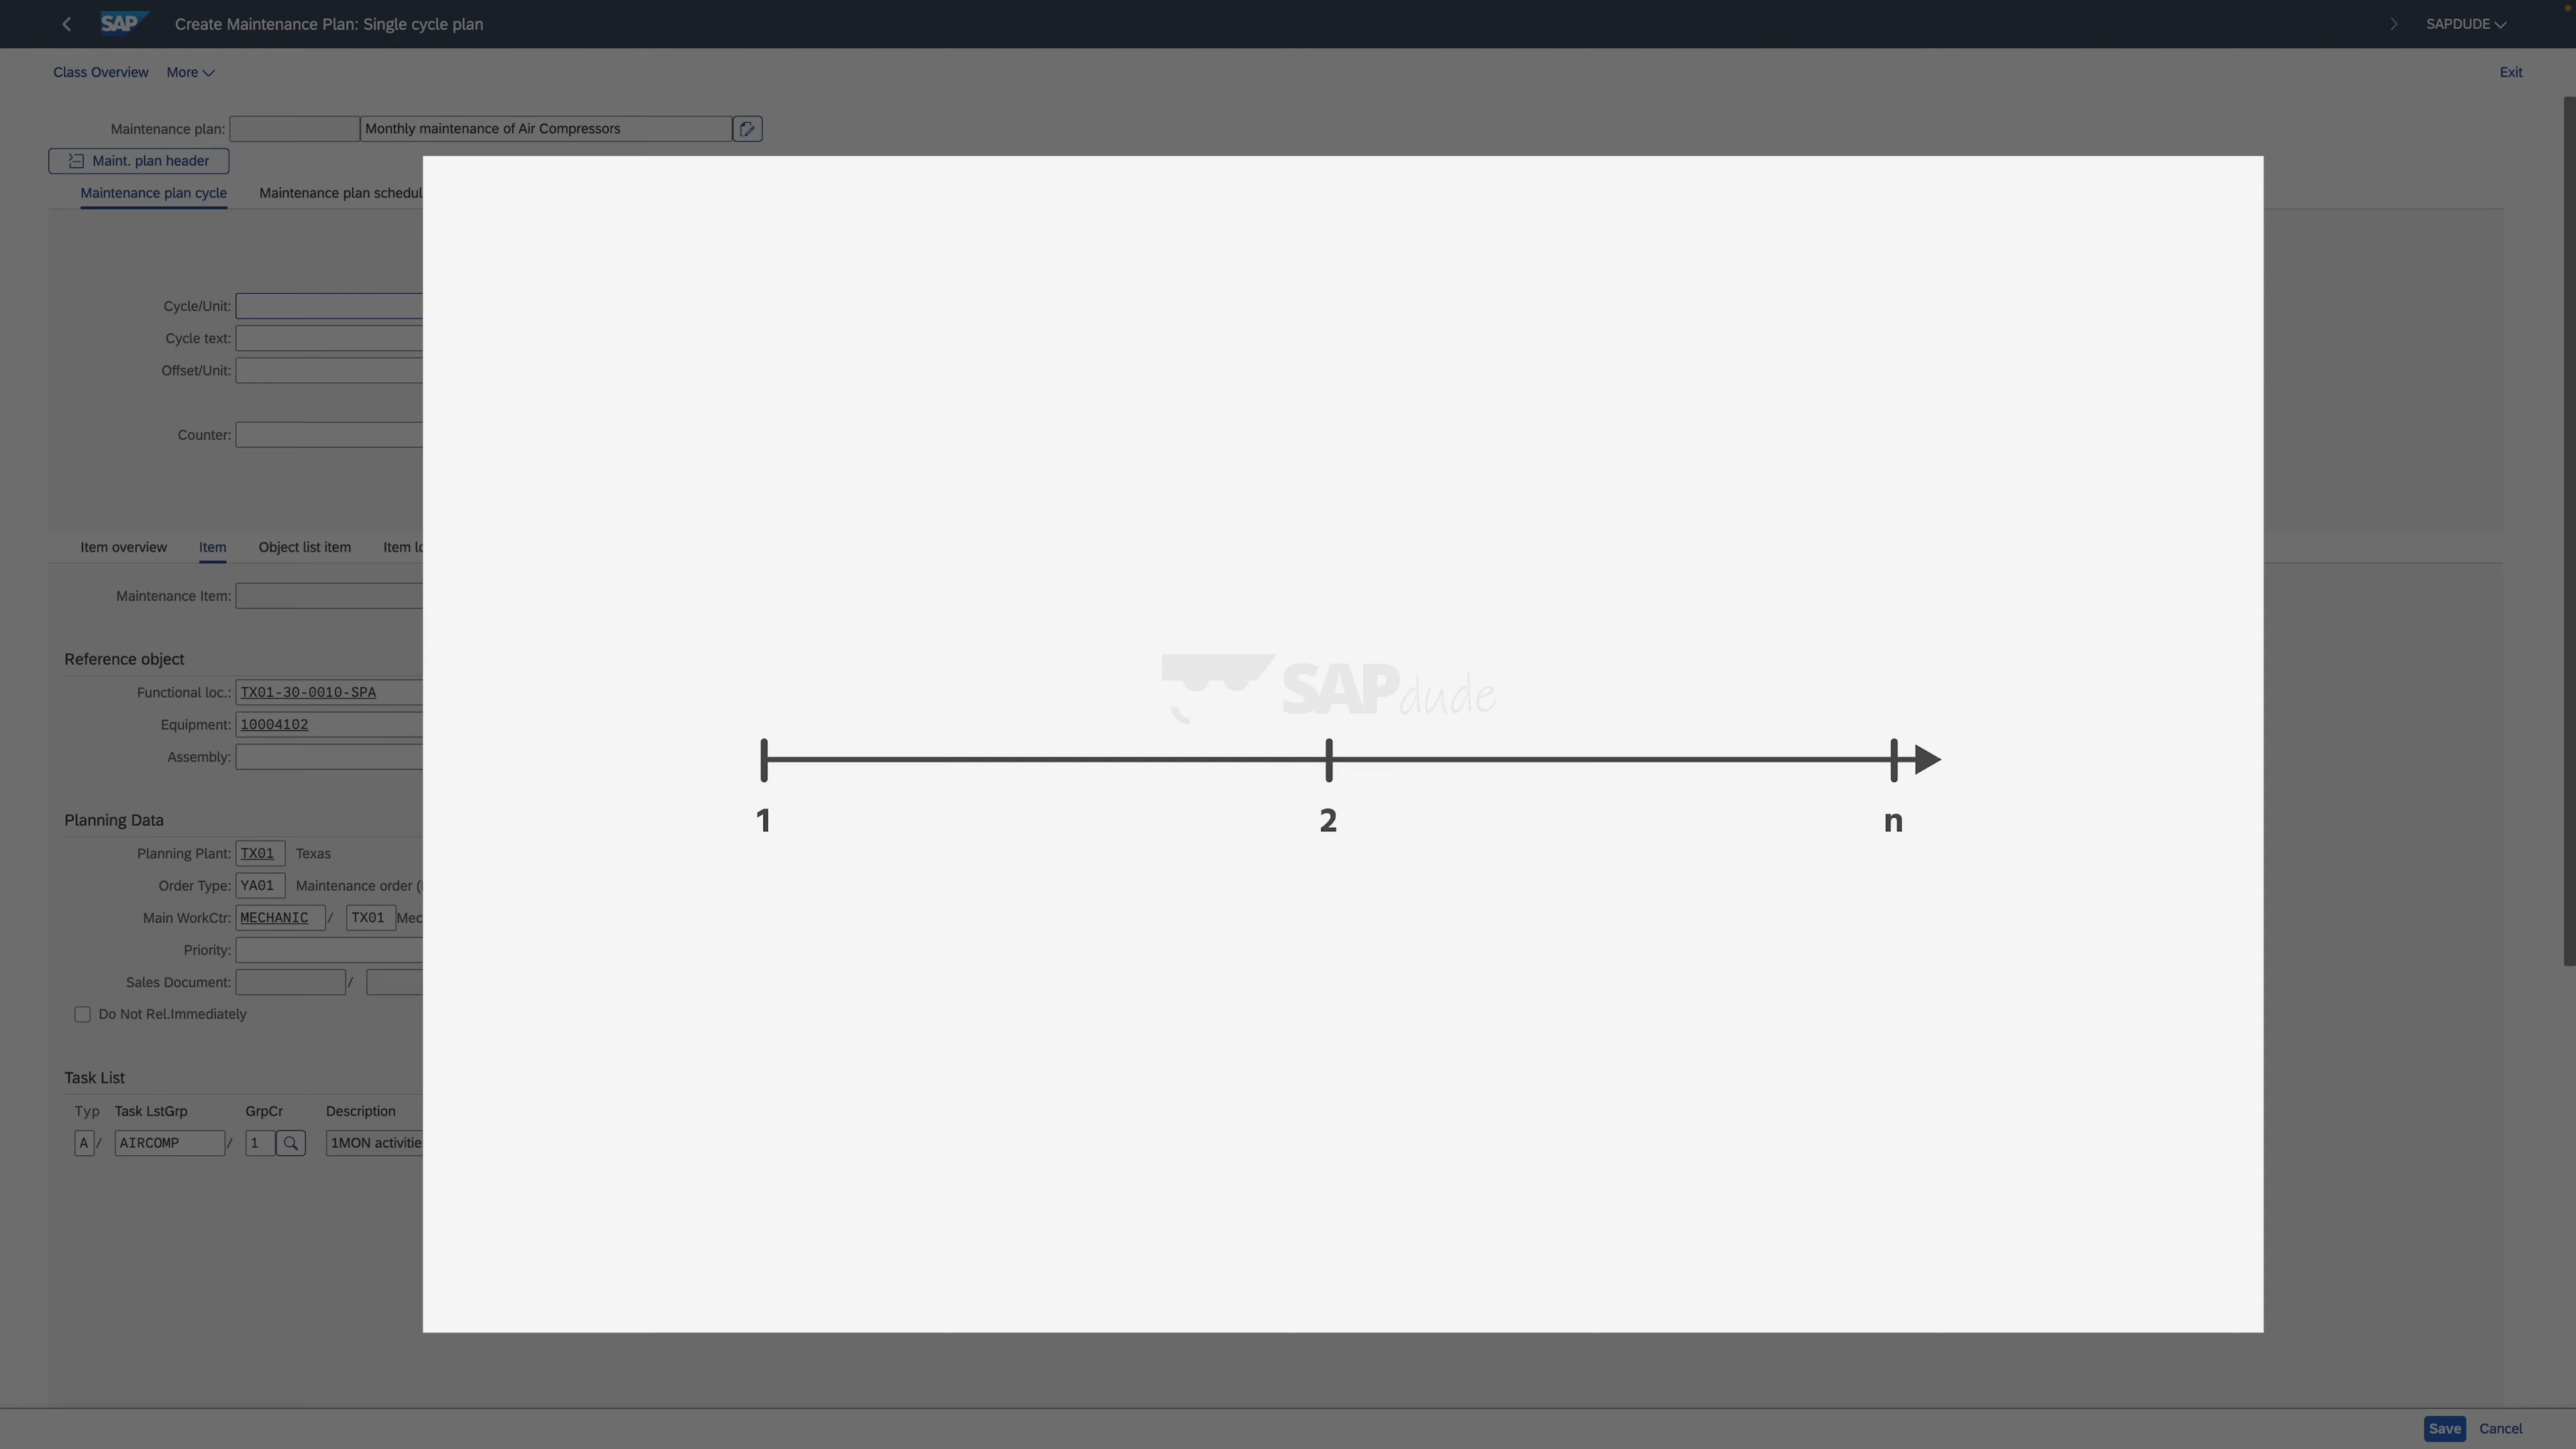 SAP Create Maintenance Plan: Single cycle plan SAPDUDE
Class Overview More Exit
Maintenance plan: Monthly maintenance of Air Compressors
Maint. plan header
Maintenance plan cycle Maintenance plan schedul
Cycle/Unit:
Cycle text:
Offset/Unit:
Counter:
Item overview Item Object list item Item lo
Maintenance Item:
Reference object
Functional loc.: TX01-30-0010-SPA
Equipment: 10004102
Assembly:
SAPdude
1 2 n
Planning Data
Planning Plant: TX01 Texas
Order Type: YA01 Maintenance order (
Main WorkCtr: MECHANIC / TX01 Mec
Priority:
Sales Document: /
Do Not Rel.Immediately
Task List
Typ Task LstGrp GrpCr Description
A / AIRCOMP / 1 1MON activitie
Save Cancel